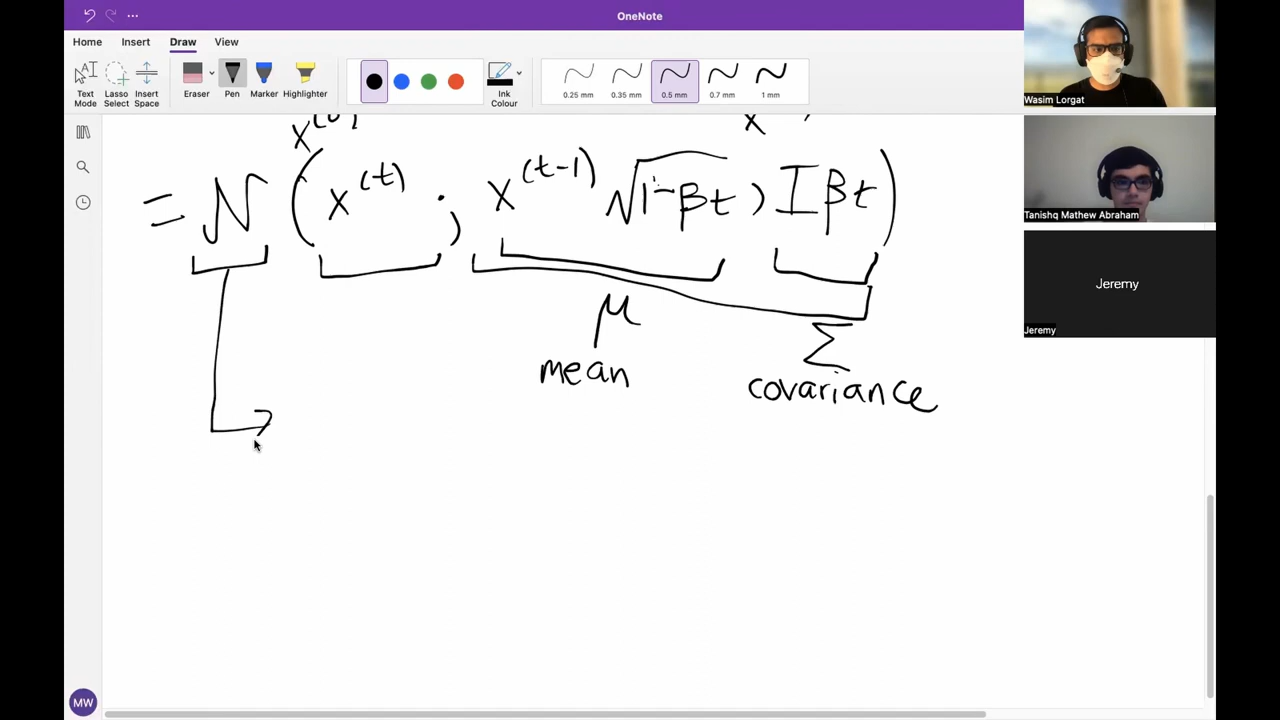 OneNote
Home Insert Draw View
Text Mode
Lasso Select
Insert Space
Eraser
Pen
Marker
Highlighter
Ink Colour
0.25 mm
0.35 mm
0.5 mm
0.7 mm
1 mm
Wasim Lorgat
Tanishq Mathew Abraham
Jeremy
Jeremy
x^(0) x
= N ( x^(t) ; x^(t-1) √1-βt , I βt )
μ
mean
Σ
covariance
MW